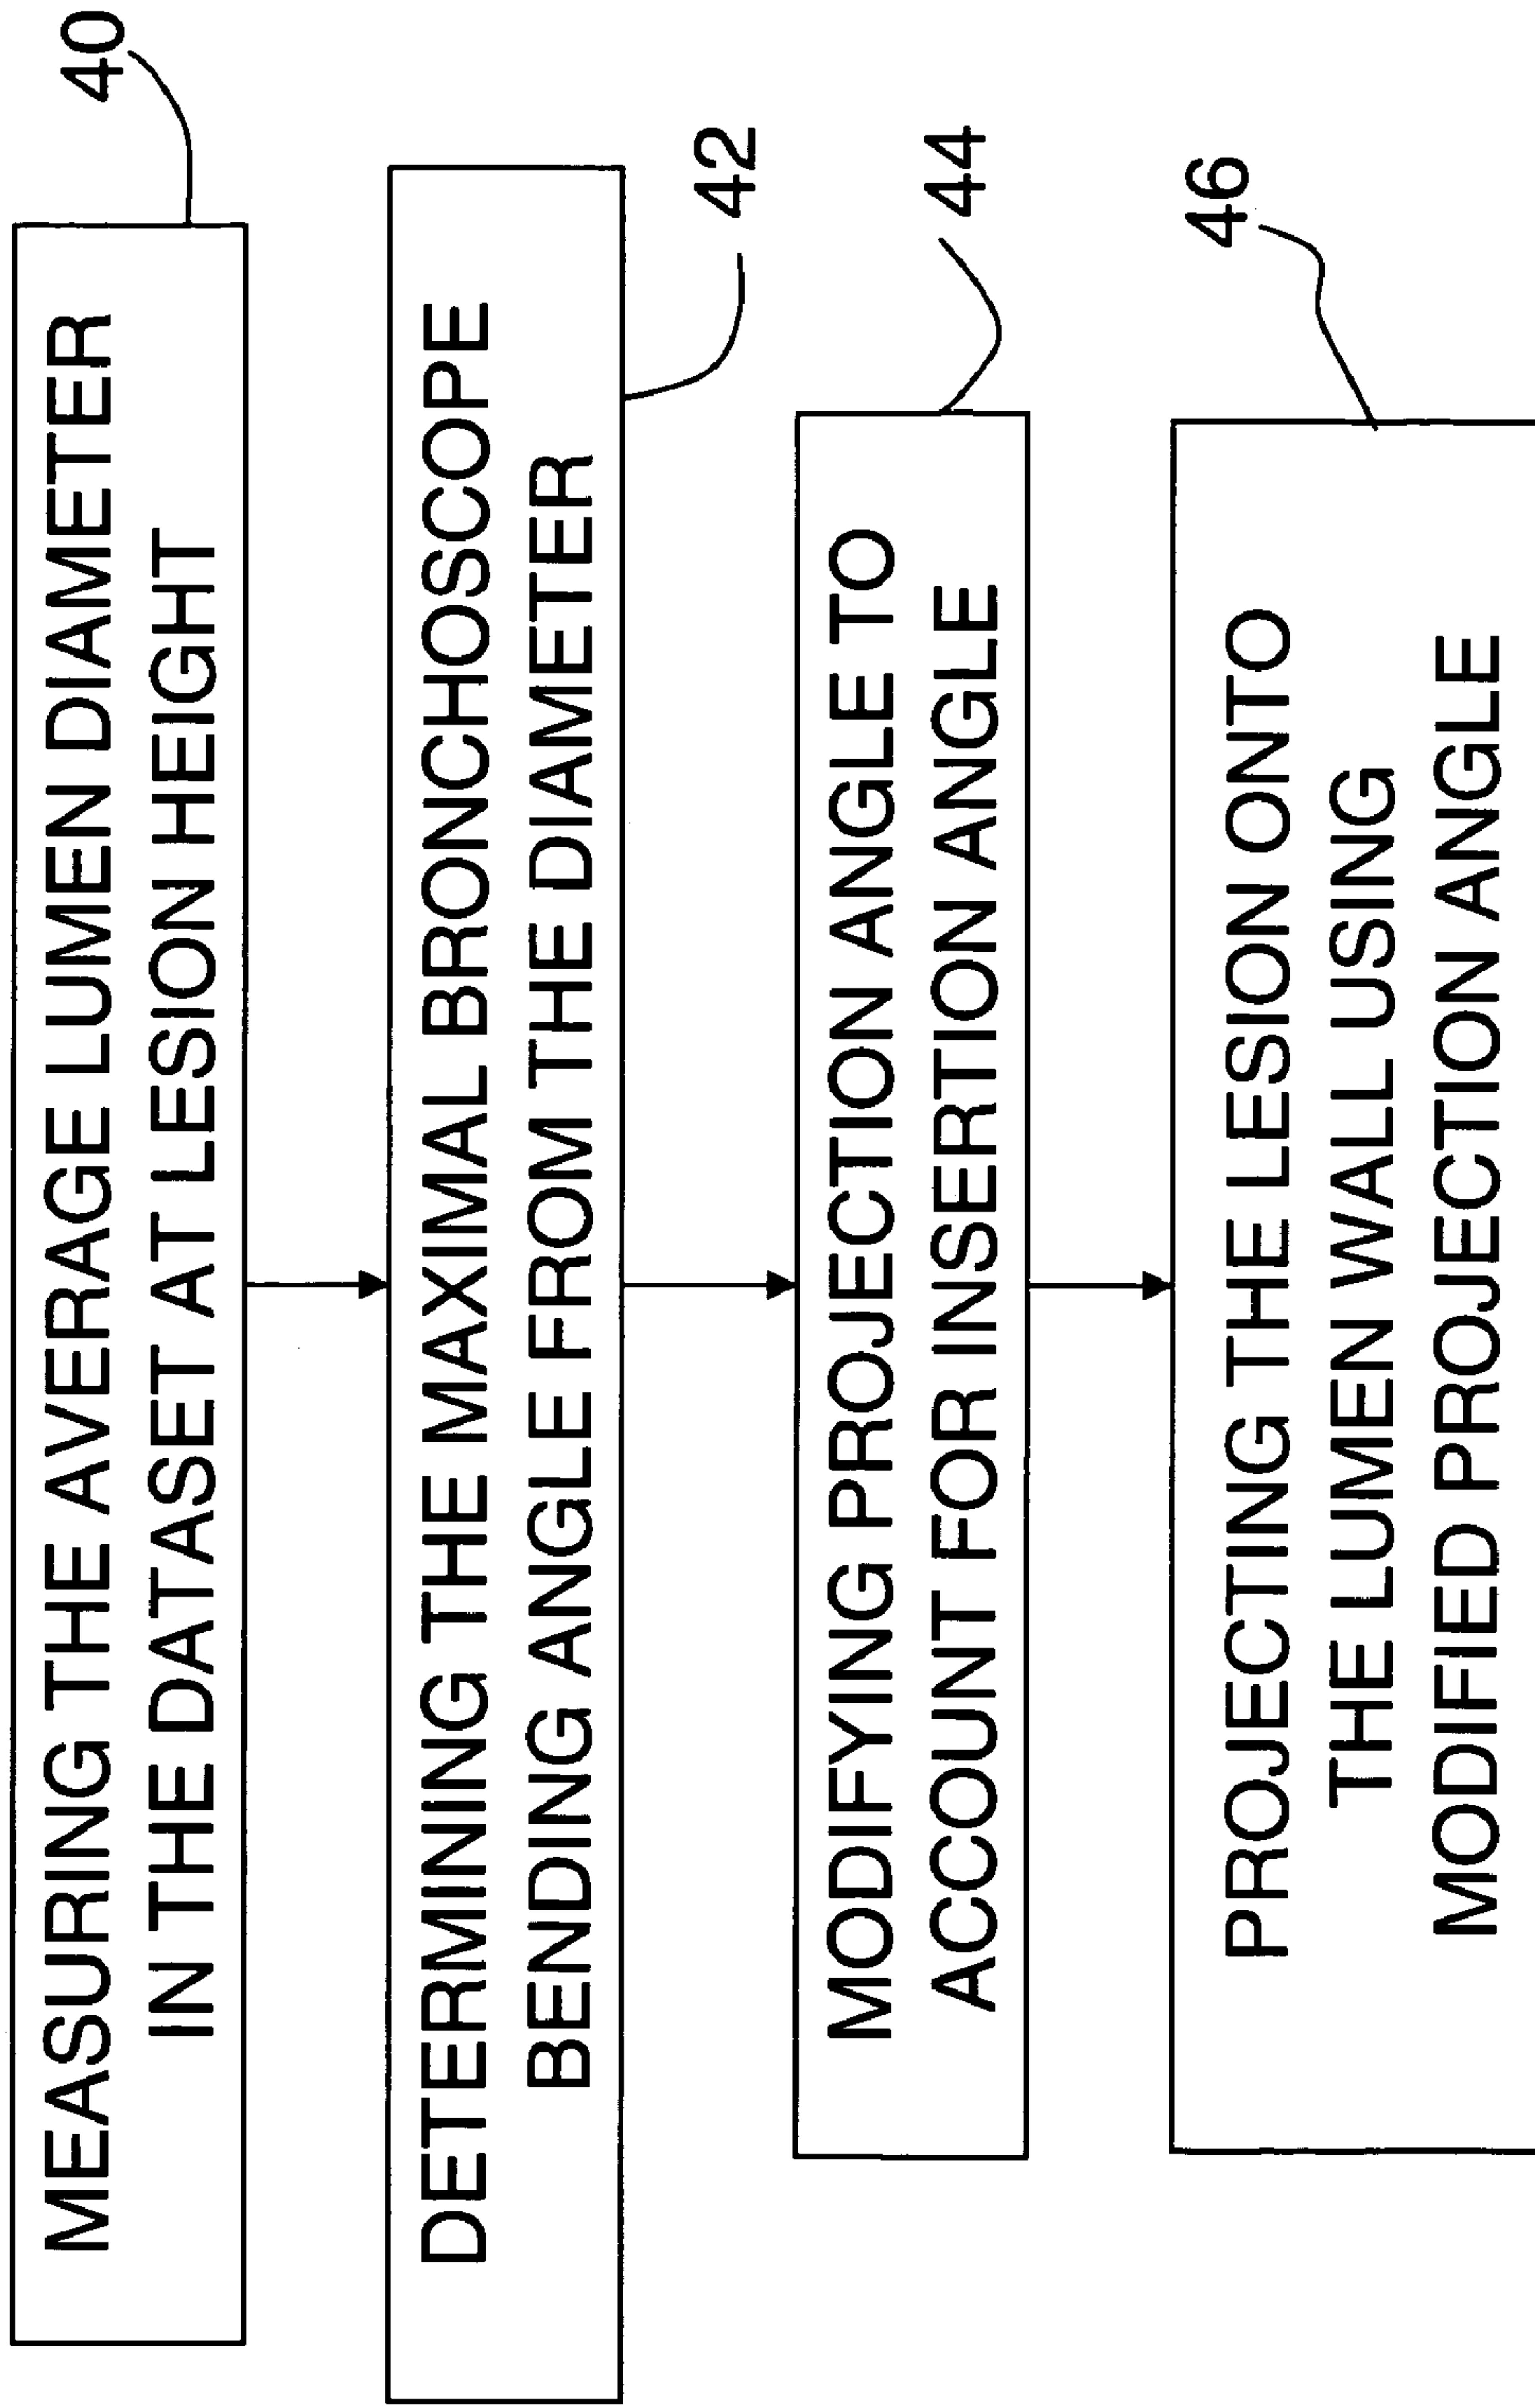 MEASURING THE AVERAGE LUMEN DIAMETER
IN THE DATASET AT LESION HEIGHT
40
DETERMINING THE MAXIMAL BRONCHOSCOPE
BENDING ANGLE FROM THE DIAMETER
42
MODIFYING PROJECTION ANGLE TO
ACCOUNT FOR INSERTION ANGLE
44
PROJECTING THE LESION ONTO
THE LUMEN WALL USING
MODIFIED PROJECTION ANGLE
46